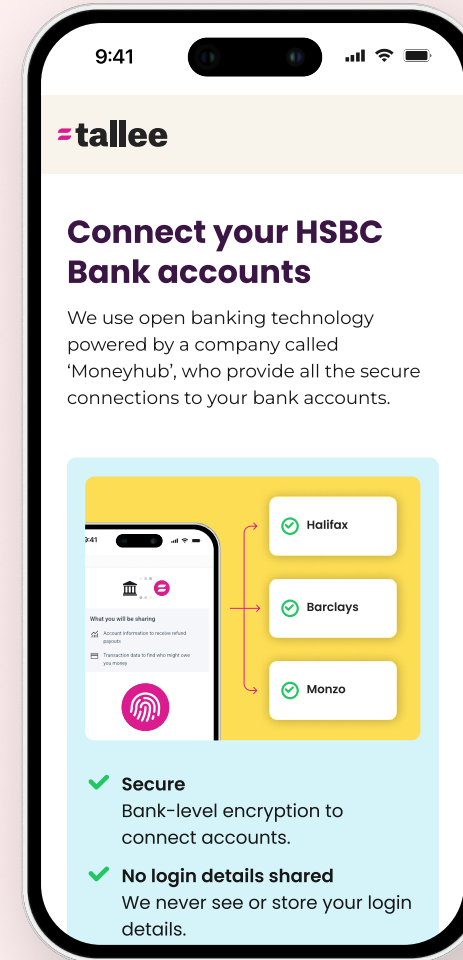 9:41
tallee
Connect your HSBC
Bank accounts
We use open banking technology
powered by a company called
‘Moneyhub’, who provide all the secure
connections to your bank accounts.
9:41
What you will be sharing
Account information to receive refund
payouts
Transaction data to find who might owe
you money.
Halifax
Barclays
Monzo
Secure
Bank-level encryption to
connect accounts.
No login details shared
We never see or store your login
details.